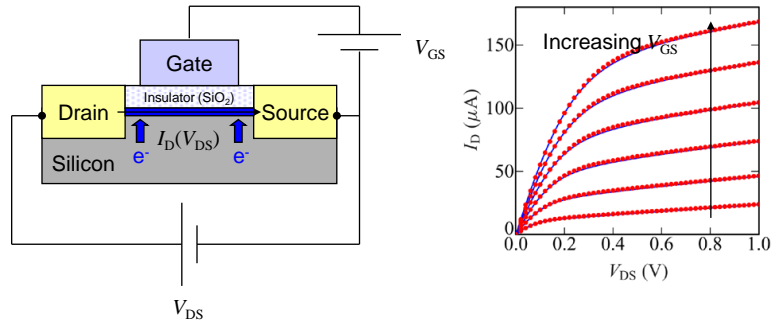 Gate
V_GS
Insulator (SiO₂)
Drain
Source
I_D(V_DS)
e⁻
e⁻
Silicon
V_DS
150
100
50
0
I_D (μA)
Increasing V_GS
0.0 0.2 0.4 0.6 0.8 1.0
V_DS (V)